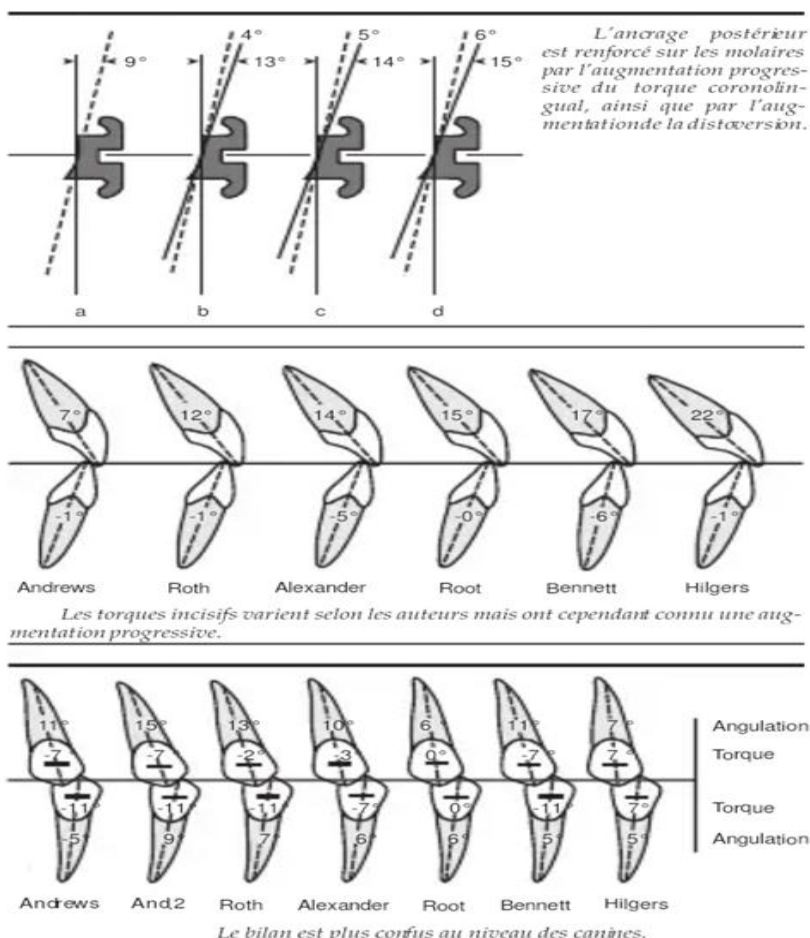 4° 5° 6°
9° 13° 14° 15°
a b c d
L'ancrage postérieur
est renforcé sur les molaires
par l'augmentation progres-
sive du torque coronolin-
gual, ainsi que par l'aug-
mentationde la distoversion.
7° 12° 14° 15° 17° 22°
-1° -1° -5° -0° -6° -1°
Andrews Roth Alexander Root Bennett Hilgers
Les torques incisifs varient selon les auteurs mais ont cependant connu une aug-
mentation progressive.
11° 15° 13° 10° 6° 11° 7° Angulation
-7 -7 -2° -3 0° -7° 7° Torque
-11° -11° -11 -7° 0° -11° 7° Torque
-5° 9° 7° 6° 6° 5 5° Angulation
Andrews And,2 Roth Alexander Root Bennett Hilgers
Le bilan est plus confus au niveau des canines.